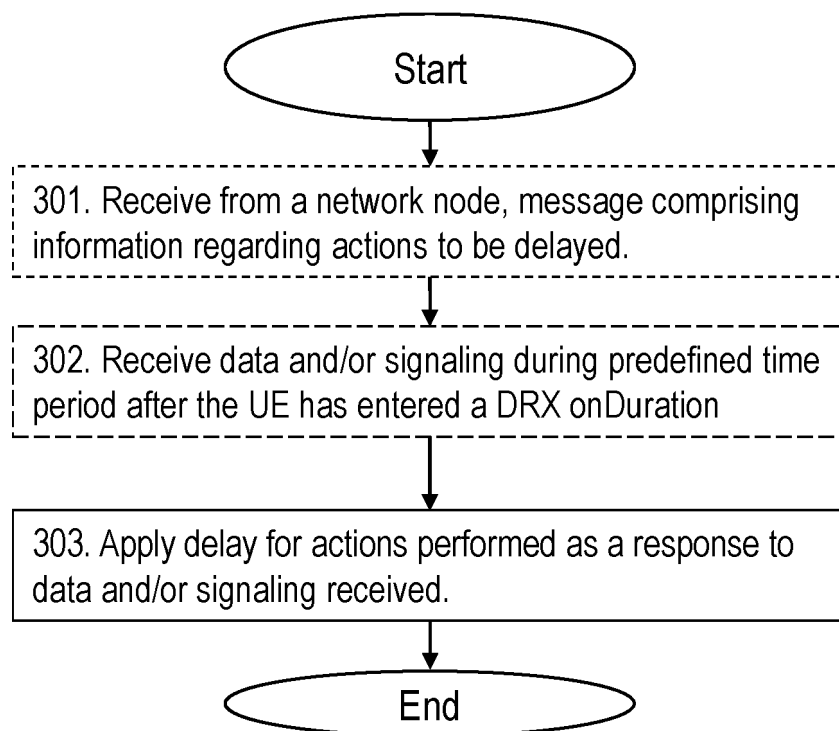 Start
301. Receive from a network node, message comprising
information regarding actions to be delayed.
302. Receive data and/or signaling during predefined time
period after the UE has entered a DRX onDuration
303. Apply delay for actions performed as a response to
data and/or signaling received.
End